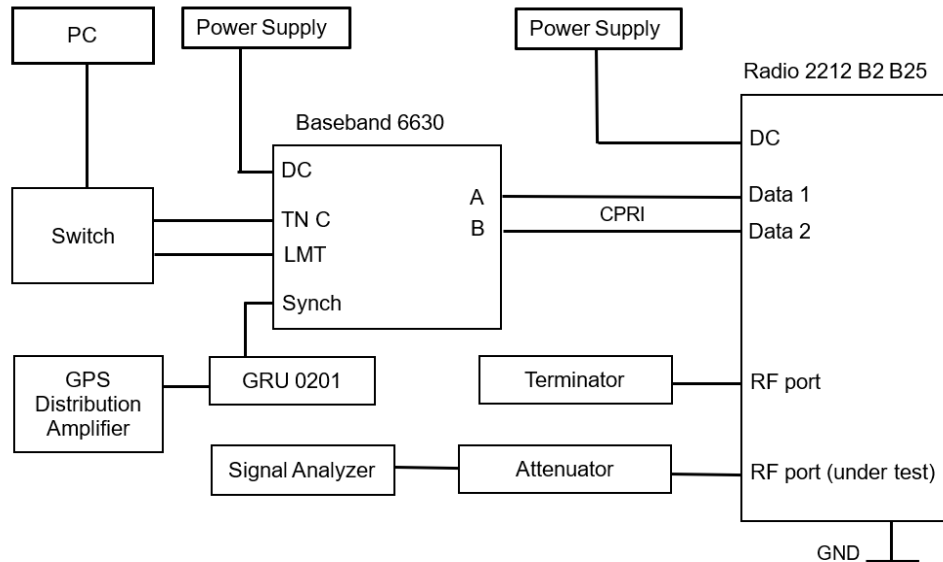 PC
Power Supply
Power Supply
Radio 2212 B2 B25
Baseband 6630
DC
DC
A
Data 1
TN C
CPRI
Switch
B
Data 2
LMT
Synch
GPS
Distribution
Amplifier
GRU 0201
Terminator
RF port
Signal Analyzer
Attenuator
RF port (under test)
GND